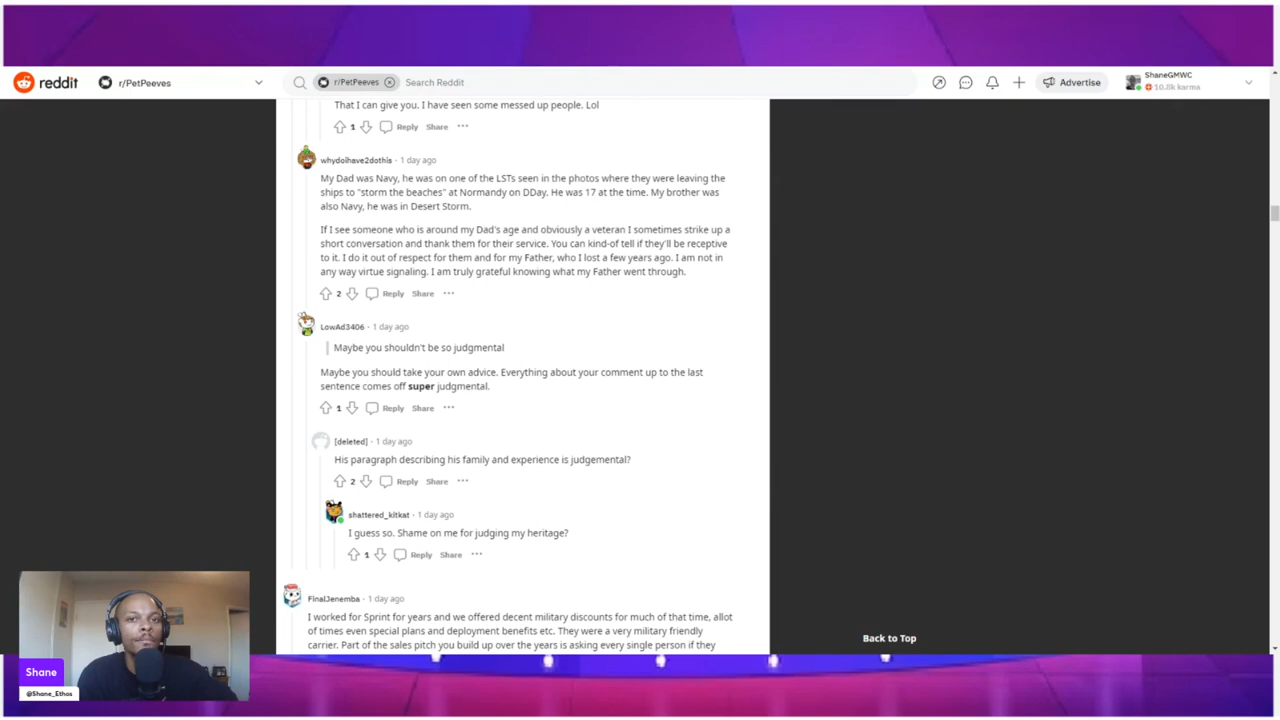 reddit
r/PetPeeves
r/PetPeeves
Search Reddit
Advertise
ShaneGMWC
10.8k karma
That I can give you. I have seen some messed up people. Lol
1 Reply Share ···
whydoihave2dothis · 1 day ago
My Dad was Navy, he was on one of the LSTs seen in the photos where they were leaving the
ships to "storm the beaches" at Normandy on DDay. He was 17 at the time. My brother was
also Navy, he was in Desert Storm.
If I see someone who is around my Dad's age and obviously a veteran I sometimes strike up a
short conversation and thank them for their service. You can kind-of tell if they'll be receptive
to it. I do it out of respect for them and for my Father, who I lost a few years ago. I am not in
any way virtue signaling. I am truly grateful knowing what my Father went through.
2 Reply Share ···
LowAd3406 · 1 day ago
Maybe you shouldn't be so judgmental
Maybe you should take your own advice. Everything about your comment up to the last
sentence comes off super judgmental.
1 Reply Share ···
[deleted] · 1 day ago
His paragraph describing his family and experience is judgemental?
2 Reply Share ···
shattered_kitkat · 1 day ago
I guess so. Shame on me for judging my heritage?
1 Reply Share ···
FinalJenemba · 1 day ago
I worked for Sprint for years and we offered decent military discounts for much of that time, allot
of times even special plans and deployment benefits etc. They were a very military friendly
carrier. Part of the sales pitch you build up over the years is asking every single person if they
Back to Top
Shane
@Shane_Ethos